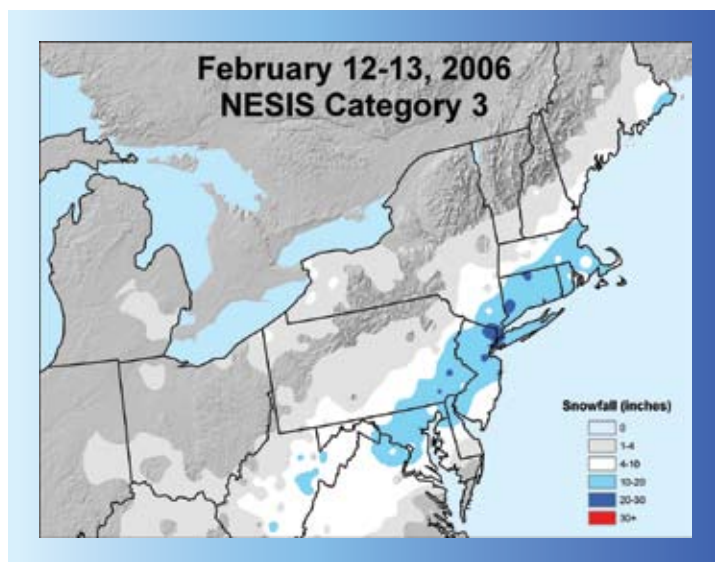 February 12-13, 2006
NESIS Category 3
Snowfall (inches)
0
1-4
4-10
10-20
20-30
30+